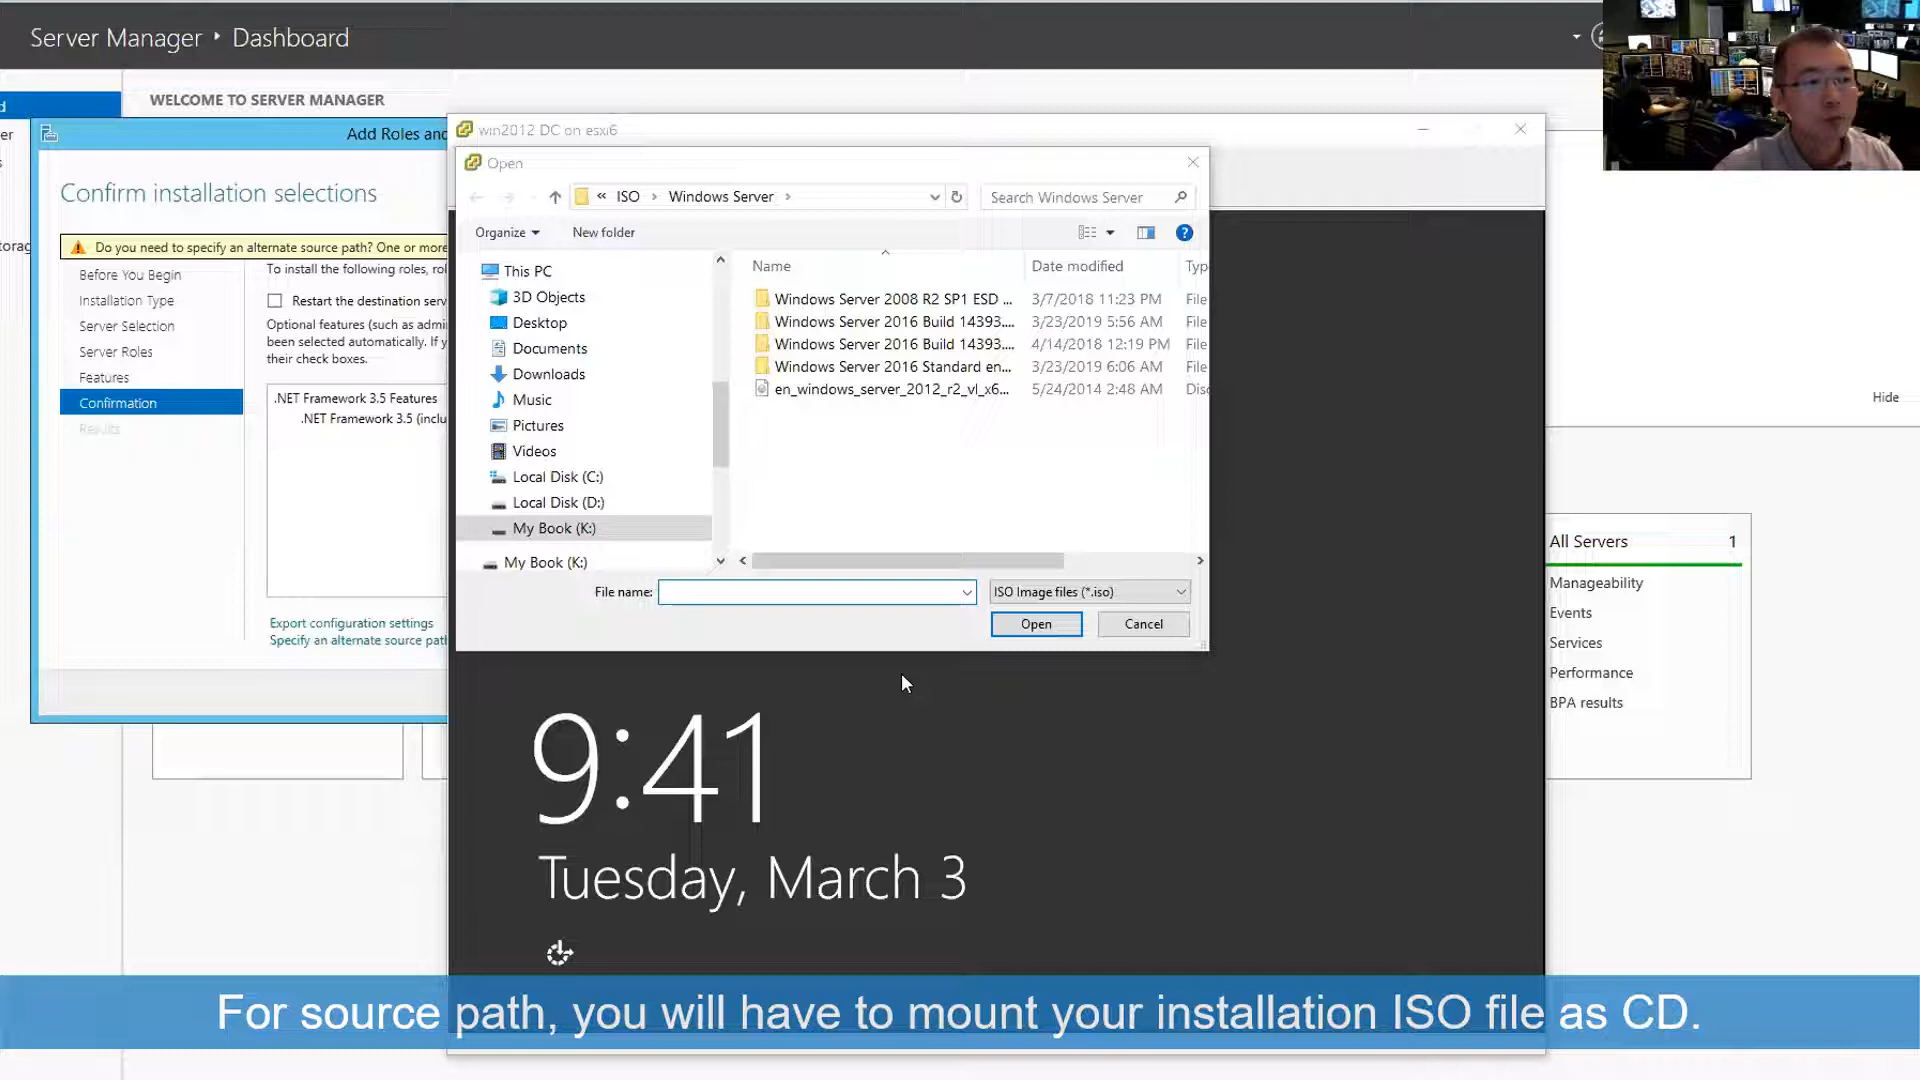 Server Manager ‣ Dashboard
WELCOME TO SERVER MANAGER
Add Roles and
Confirm installation selections
Do you need to specify an alternate source path? One or more
Before You Begin
Installation Type
Server Selection
Server Roles
Features
Confirmation
Results
To install the following roles, rol
Restart the destination serv
Optional features (such as admi
been selected automatically. If y
their check boxes.
.NET Framework 3.5 Features
.NET Framework 3.5 (inclu
Export configuration settings
Specify an alternate source path
win2012 DC on esxi6
Open
« ISO › Windows Server ›
Search Windows Server
Organize
New folder
This PC
3D Objects
Desktop
Documents
Downloads
Music
Pictures
Videos
Local Disk (C:)
Local Disk (D:)
My Book (K:)
My Book (K:)
Name Date modified Typ
Windows Server 2008 R2 SP1 ESD ... 3/7/2018 11:23 PM File
Windows Server 2016 Build 14393.... 3/23/2019 5:56 AM File
Windows Server 2016 Build 14393.... 4/14/2018 12:19 PM File
Windows Server 2016 Standard en... 3/23/2019 6:06 AM File
en_windows_server_2012_r2_vl_x6... 5/24/2014 2:48 AM Disc
File name:
ISO Image files (*.iso)
Open
Cancel
Hide
All Servers 1
Manageability
Events
Services
Performance
BPA results
9:41
Tuesday, March 3
For source path, you will have to mount your installation ISO file as CD.